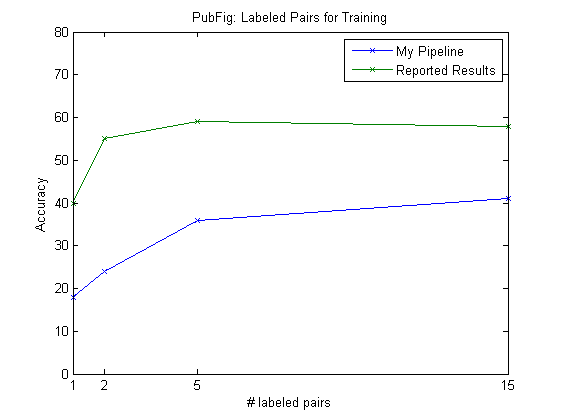 PubFig: Labeled Pairs for Training
My Pipeline
Reported Results
80
70
60
50
40
30
20
10
0
Accuracy
1 2 5 15
# labeled pairs